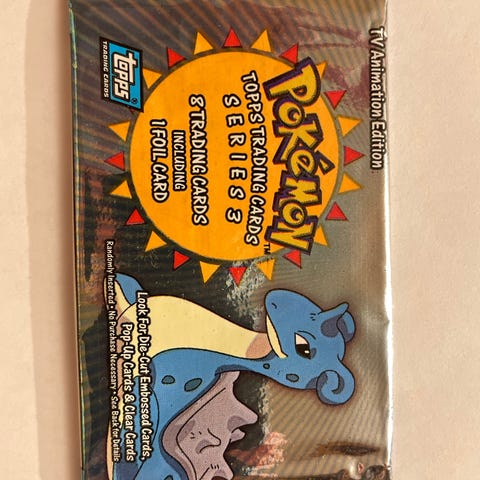 TV Animation Edition
POKéMON™
TOPPS TRADING CARDS
SERIES 3
8 TRADING CARDS
INCLUDING
1 FOIL CARD
topps®
TRADING CARDS
Look For Die-Cut Embossed Cards,
Pop-Up Cards & Clear Cards
Randomly Inserted • No Purchase Necessary • See Back for Details